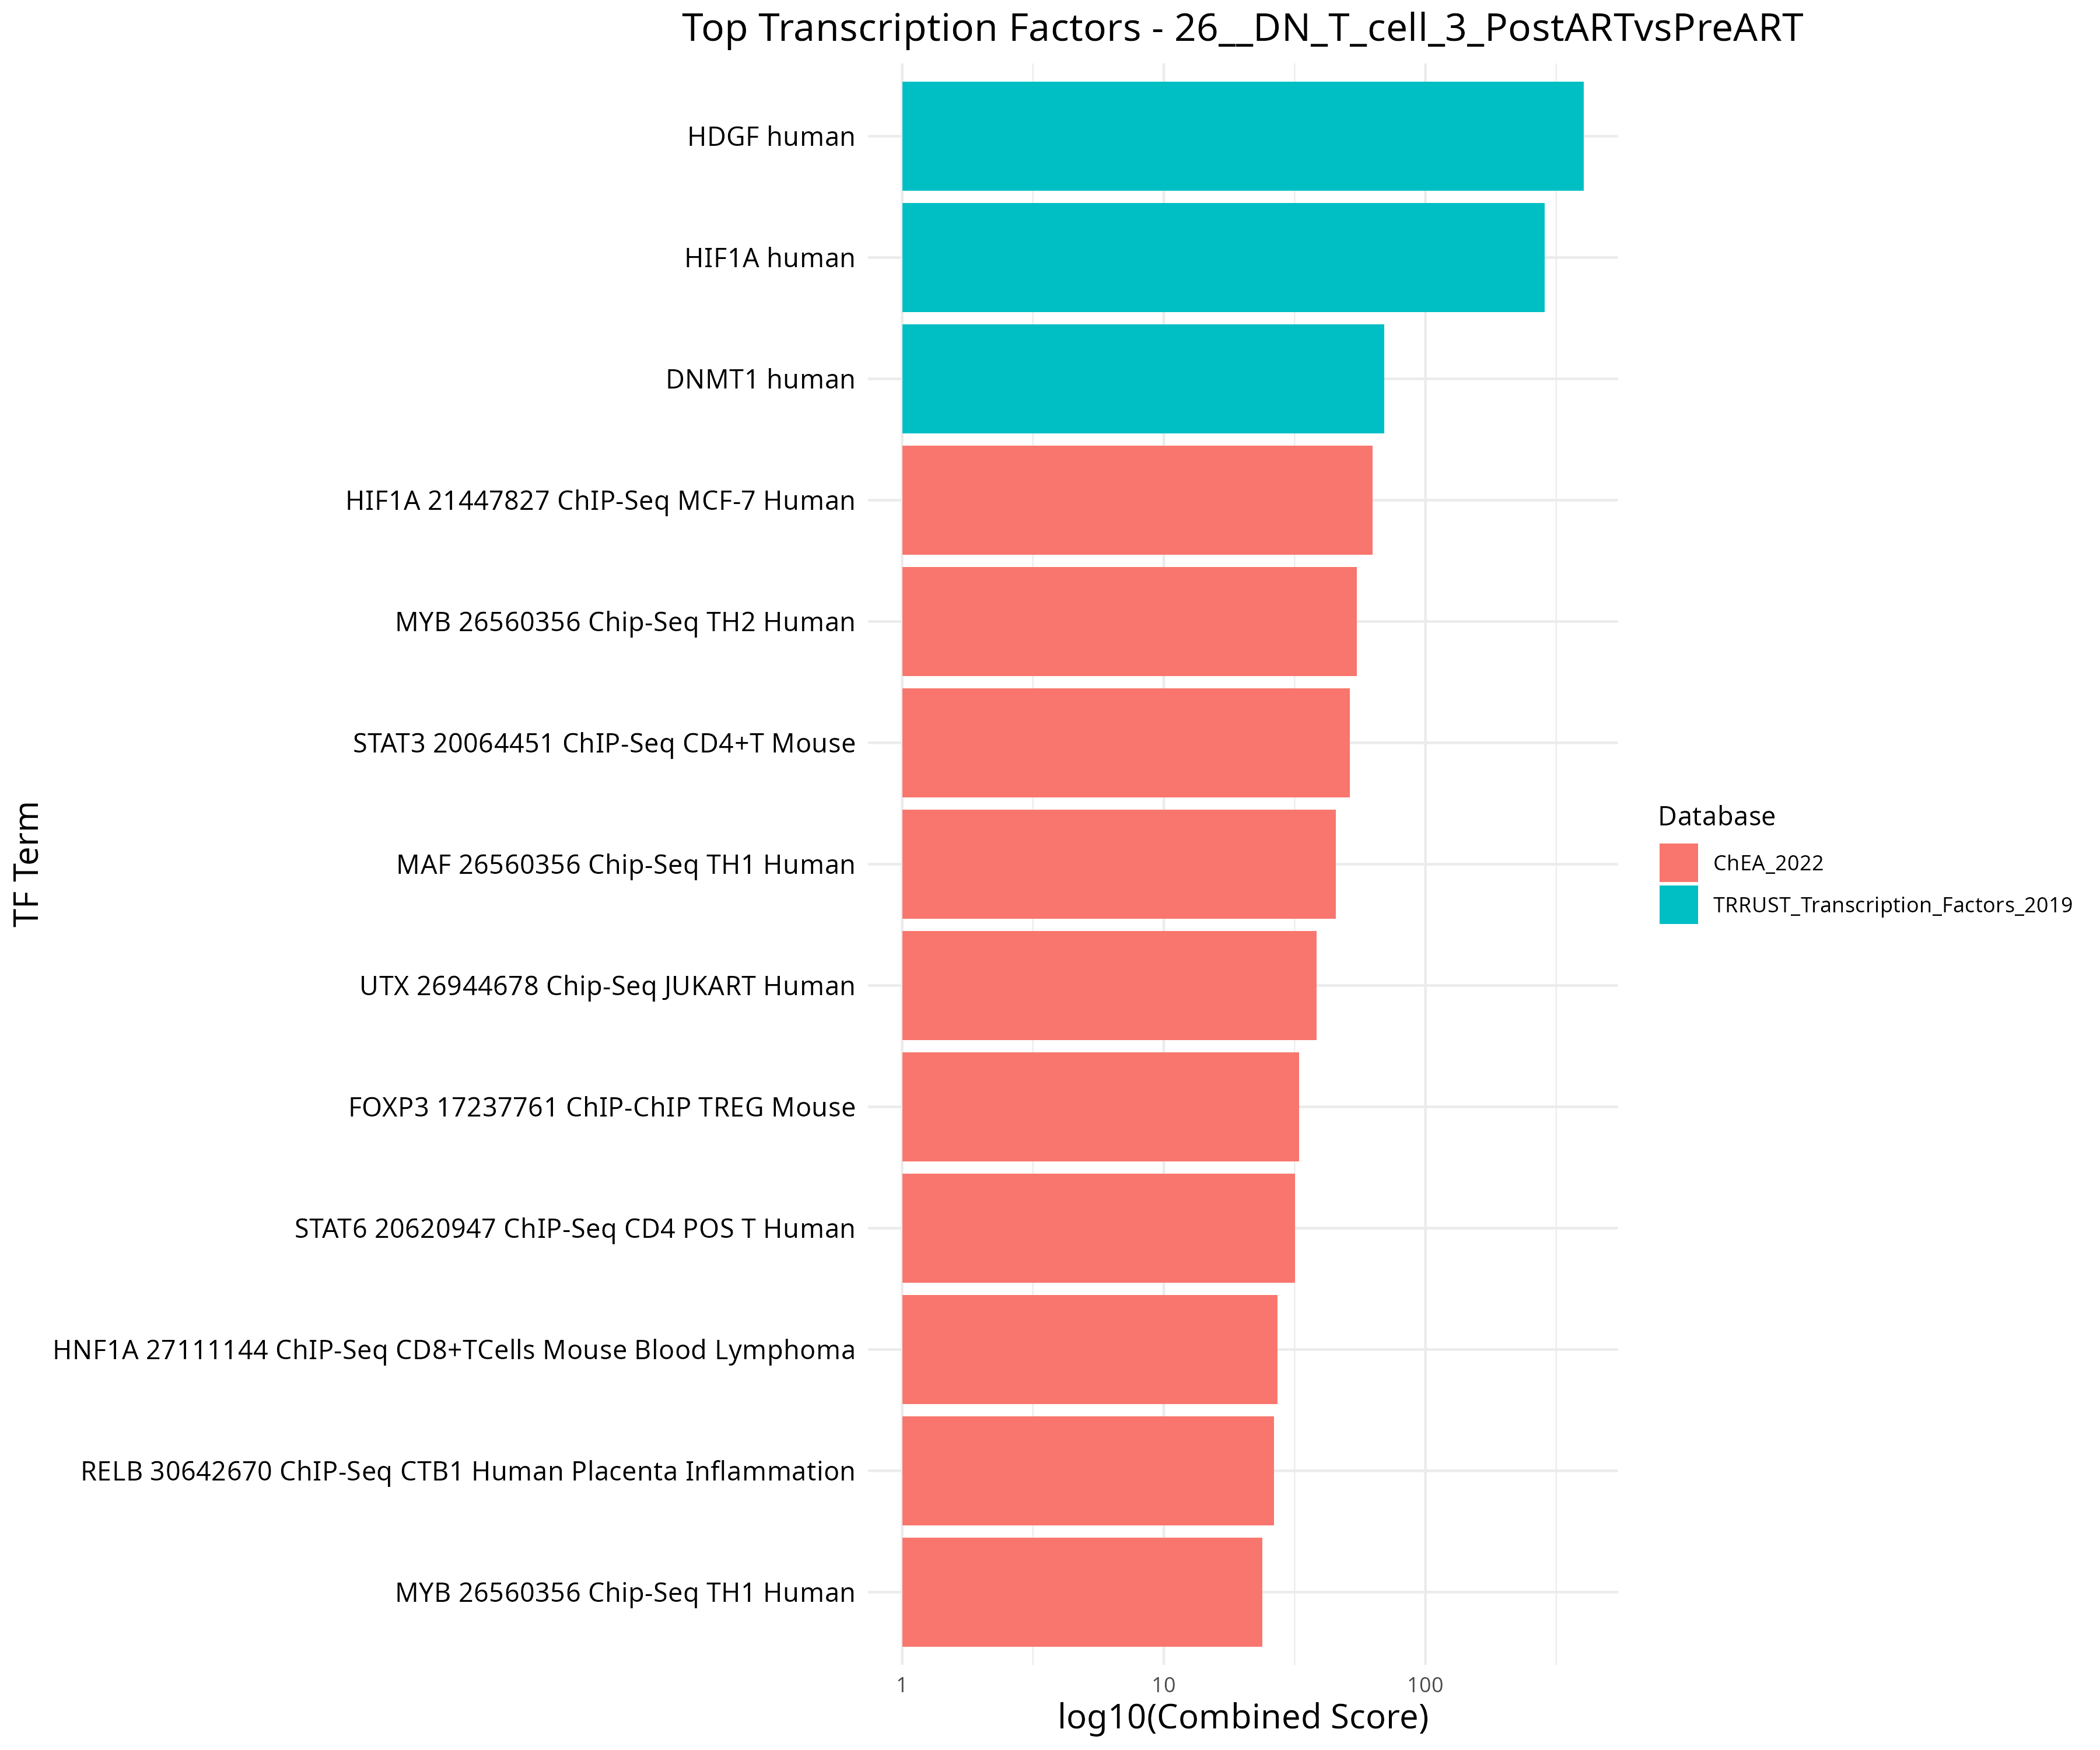 Top Transcription Factors - 26__DN_T_cell_3_PostARTvsPreART
TF Term
HDGF human
HIF1A human
DNMT1 human
HIF1A 21447827 ChIP-Seq MCF-7 Human
MYB 26560356 Chip-Seq TH2 Human
STAT3 20064451 ChIP-Seq CD4+T Mouse
MAF 26560356 Chip-Seq TH1 Human
UTX 26944678 Chip-Seq JUKART Human
FOXP3 17237761 ChIP-ChIP TREG Mouse
STAT6 20620947 ChIP-Seq CD4 POS T Human
HNF1A 27111144 ChIP-Seq CD8+TCells Mouse Blood Lymphoma
RELB 30642670 ChIP-Seq CTB1 Human Placenta Inflammation
MYB 26560356 Chip-Seq TH1 Human
1 10 100
log10(Combined Score)
Database
ChEA_2022
TRRUST_Transcription_Factors_2019